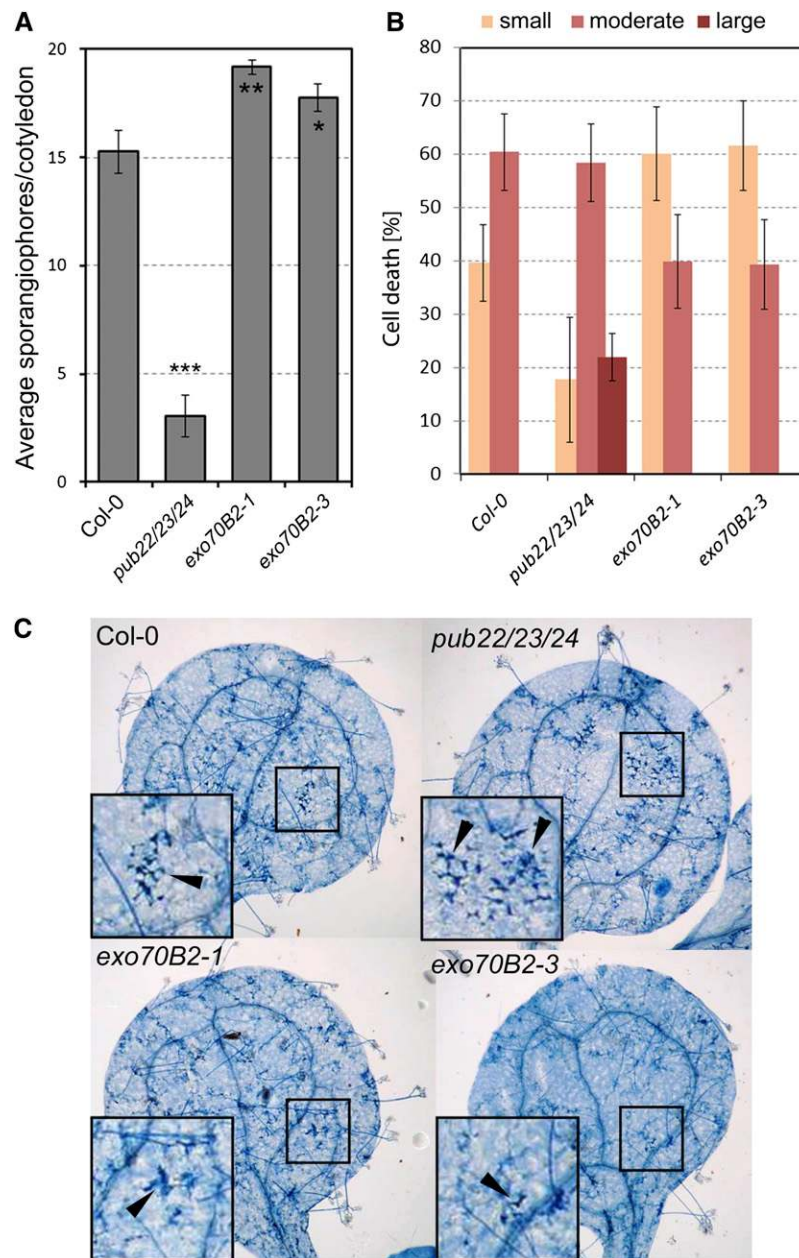 A
Average sporangiophores/cotyledon
20
15
10
5
0
**
*
***
Col-0
pub22/23/24
exo70B2-1
exo70B2-3
B
small moderate large
Cell death [%]
80
70
60
50
40
30
20
10
0
Col-0
pub22/23/24
exo70B2-1
exo70B2-3
C
Col-0
pub22/23/24
exo70B2-1
exo70B2-3